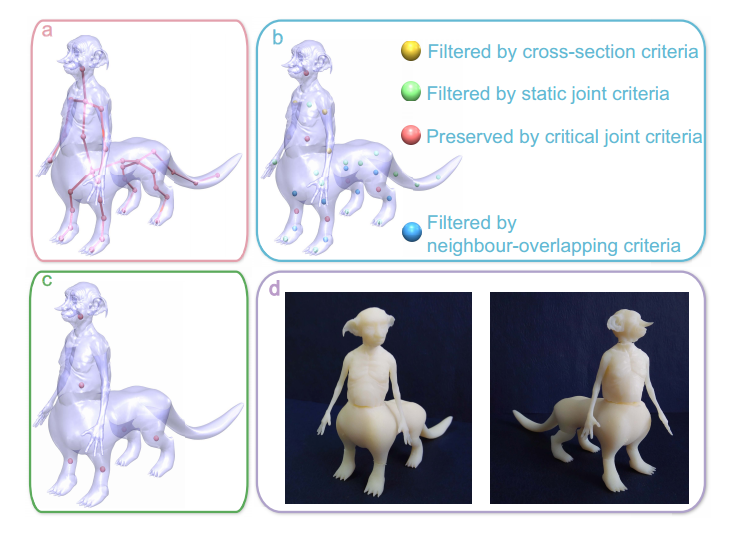 a
b
Filtered by cross-section criteria
Filtered by static joint criteria
Preserved by critical joint criteria
Filtered by
neighbour-overlapping criteria
c
d